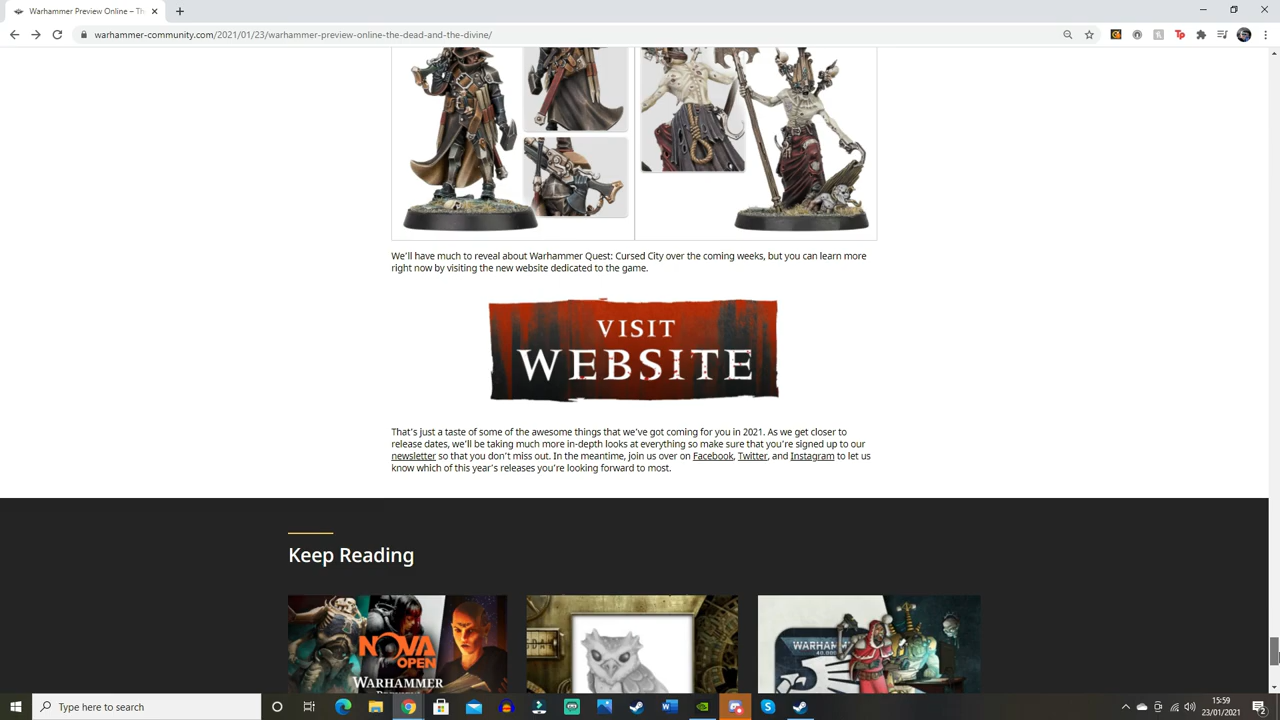 Warhammer Preview Online – Th
warhammer-community.com/2021/01/23/warhammer-preview-online-the-dead-and-the-divine/
We'll have much to reveal about Warhammer Quest: Cursed City over the coming weeks, but you can learn more
right now by visiting the new website dedicated to the game.
VISIT
WEBSITE
That's just a taste of some of the awesome things that we've got coming for you in 2021. As we get closer to
release dates, we'll be taking much more in-depth looks at everything so make sure that you're signed up to our
newsletter so that you don't miss out. In the meantime, join us over on Facebook, Twitter, and Instagram to let us
know which of this year's releases you're looking forward to most.
Keep Reading
NOVA
OPEN
WARHAMMER
WARHAMM
40,000
Type here to search
15:59
23/01/2021